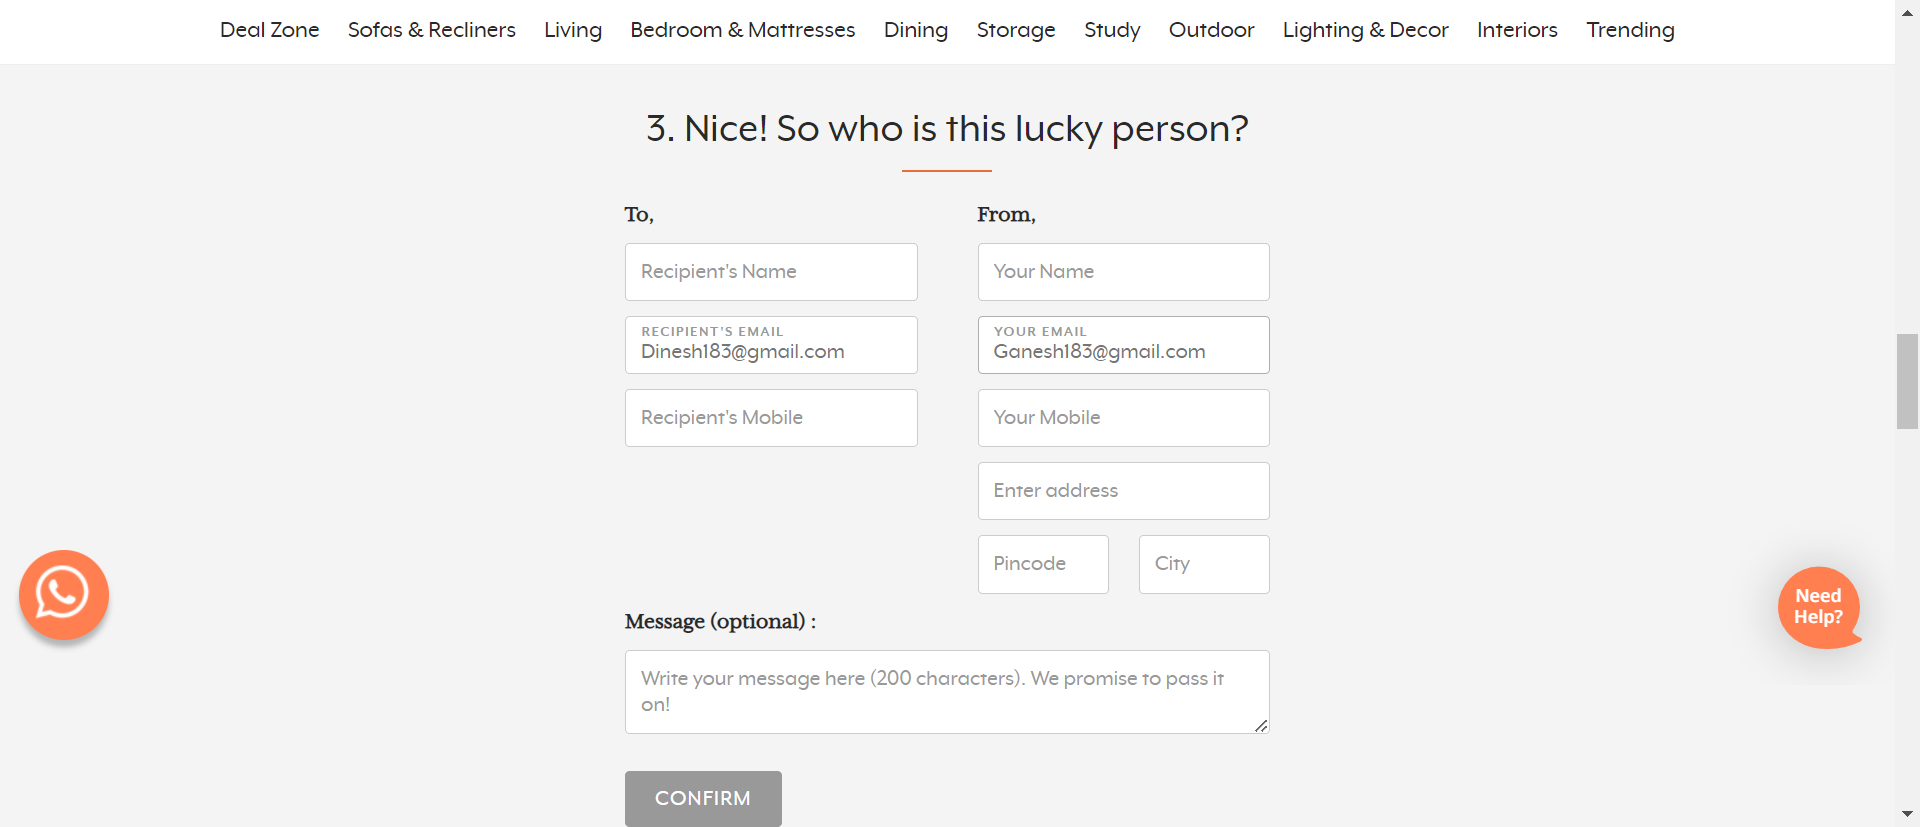 Deal Zone Sofas & Recliners Living Bedroom & Mattresses Dining Storage Study Outdoor Lighting & Decor Interiors Trending
3. Nice! So who is this lucky person?
To,
From,
Recipient's Name
Your Name
RECIPIENT'S EMAIL
Dinesh183@gmail.com
YOUR EMAIL
Ganesh183@gmail.com
Recipient's Mobile
Your Mobile
Enter address
Pincode
City
Message (optional) :
Write your message here (200 characters). We promise to pass it
on!
CONFIRM
Need
Help?